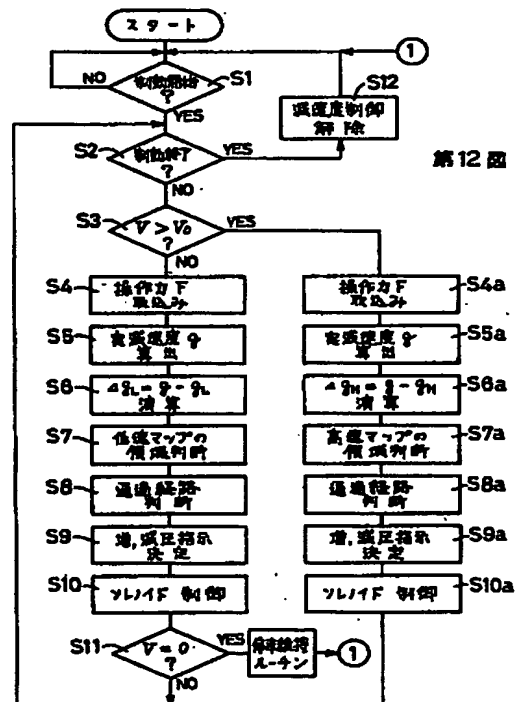 スタート
1
NO
制動開始
?
S1
S12
減速度制御
解除
YES
S2
制動終了
?
YES
NO
第12図
S3
V > V₀
?
YES
NO
S4
操作力F
取込み
操作力F
取込み
S4a
S5
実減速度g
算出
実減速度g
算出
S5a
S6
⊿gL = g - gL
演算
⊿gH = g - gH
演算
S6a
S7
低速マップの
領域判断
高速マップの
領域判断
S7a
S8
通過経路
判断
通過経路
判断
S8a
S9
増,減圧指示
決定
増,減圧指示
決定
S9a
S10
ソレノイド制御
ソレノイド制御
S10a
S11
V = 0
?
YES
停車維持
ルーチン
1
NO